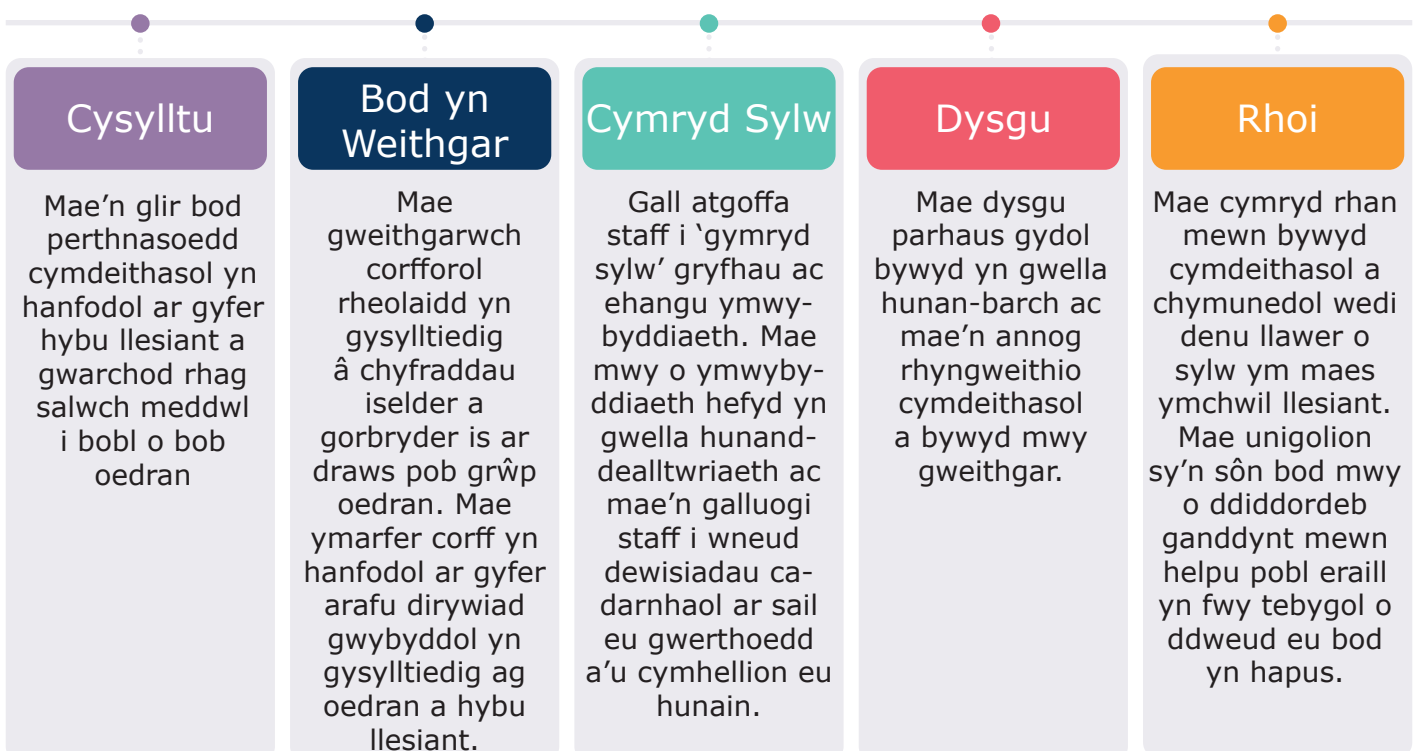 Cysylltu
Mae’n glir bod
perthnasoedd
cymdeithasol yn
hanfodol ar gyfer
hybu llesiant a
gwarchod rhag
salwch meddwl
i bobl o bob
oedran
Bod yn
Weithgar
Mae
gweithgarwch
corfforol
rheolaidd yn
gysylltiedig
â chyfraddau
iselder a
gorbryder is ar
draws pob grŵp
oedran. Mae
ymarfer corff yn
hanfodol ar gyfer
arafu dirywiad
gwybyddol yn
gysylltiedig ag
oedran a hybu
llesiant.
Cymryd Sylw
Gall atgoffa
staff i ‘gymryd
sylw’ gryfhau ac
ehangu ymwy-
byddiaeth. Mae
mwy o ymwyby-
ddiaeth hefyd yn
gwella hunand-
dealltwriaeth ac
mae’n galluogi
staff i wneud
dewisiadau ca-
darnhaol ar sail
eu gwerthoedd
a’u cymhellion eu
hunain.
Dysgu
Mae dysgu
parhaus gydol
bywyd yn gwella
hunan-barch ac
mae’n annog
rhyngweithio
cymdeithasol
a bywyd mwy
gweithgar.
Rhoi
Mae cymryd rhan
mewn bywyd
cymdeithasol a
chymunedol wedi
denu llawer o
sylw ym maes
ymchwil llesiant.
Mae unigolion
sy’n sôn bod mwy
o ddiddordeb
ganddynt mewn
helpu pobl eraill
yn fwy tebygol o
ddweud eu bod
yn hapus.